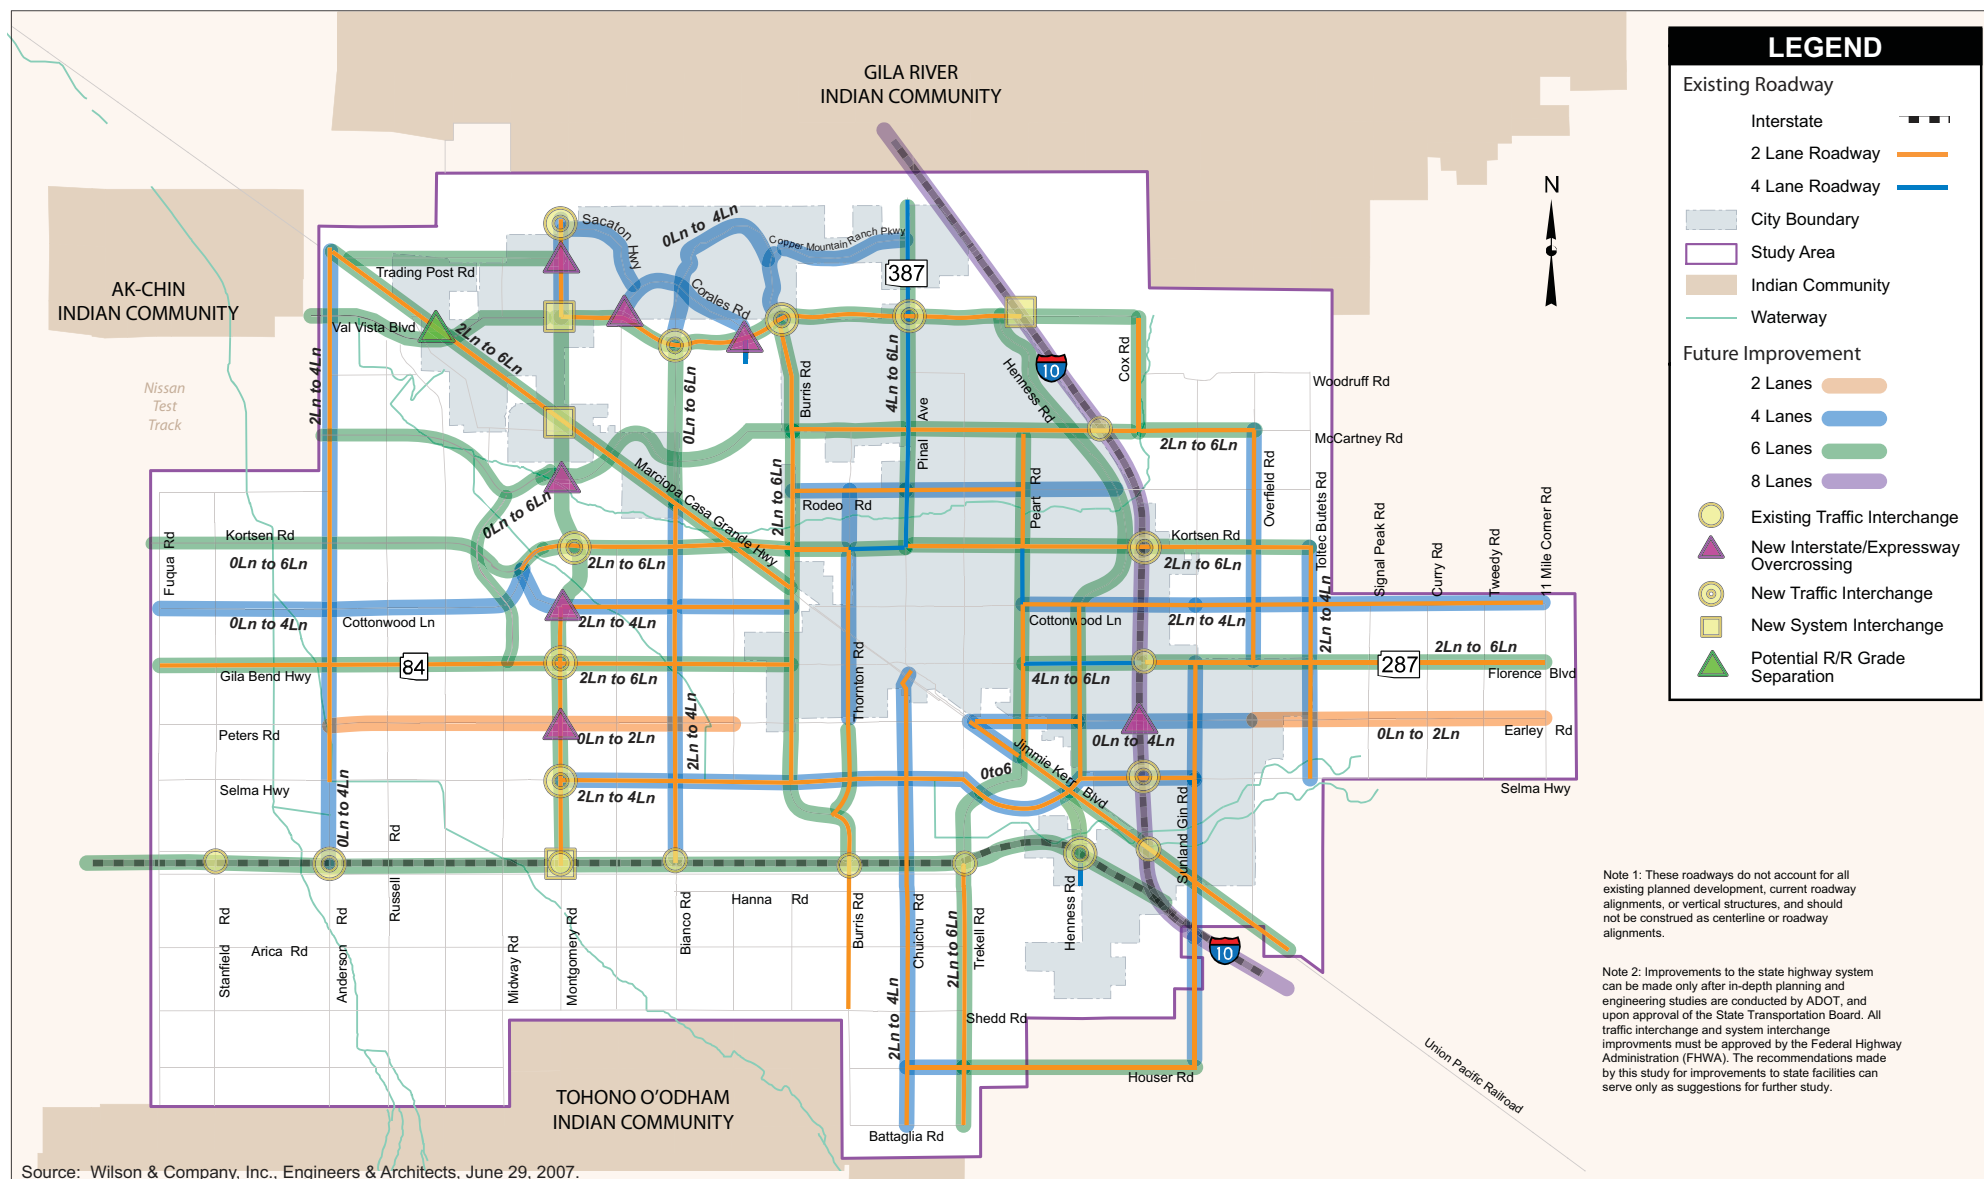 GILA RIVER
INDIAN COMMUNITY
AK-CHIN
INDIAN COMMUNITY
Nissan
Test
Track
Sacaton
Hwy
0Ln to 4Ln
Copper Mountain Ranch Pkwy
387
Trading Post Rd
Corales Rd
Val Vista Blvd
2Ln to 6Ln
2Ln to 4Ln
0Ln to 6Ln
Burris Rd
4Ln to 6Ln
Pinal Ave
Henness Rd
10
Cox Rd
Woodruff Rd
McCartney Rd
2Ln to 6Ln
Marciopa Casa Grande Hwy
2Ln to 6Ln
Rodeo Rd
Peart Rd
Overfield Rd
Toltec Butets Rd
Signal Peak Rd
Curry Rd
Tweedy Rd
11 Mile Corner Rd
Fuqua Rd
Kortsen Rd
0Ln to 6Ln
0Ln to 6Ln
2Ln to 6Ln
Kortsen Rd
2Ln to 6Ln
0Ln to 4Ln
Cottonwood Ln
2Ln to 4Ln
Cottonwood Ln
2Ln to 4Ln
2Ln to 4Ln
84
Gila Bend Hwy
2Ln to 6Ln
Thornton Rd
4Ln to 6Ln
287
2Ln to 6Ln
Florence Blvd
Peters Rd
0Ln to 2Ln
2Ln to 4Ln
0Ln to 4Ln
0Ln to 2Ln
Earley Rd
Jimmie Kerr Blvd
0to6
Selma Hwy
0Ln to 4Ln
2Ln to 4Ln
Sunland Gin Rd
Selma Hwy
Stanfield Rd
Arica Rd
Anderson Rd
Russell Rd
Midway Rd
Montgomery Rd
Bianco Rd
Hanna Rd
Burris Rd
Chuichu Rd
2Ln to 4Ln
2Ln to 6Ln
Trekell Rd
Henness Rd
10
Shedd Rd
Houser Rd
Union Pacific Railroad
Battaglia Rd
TOHONO O'ODHAM
INDIAN COMMUNITY
Source: Wilson & Company, Inc., Engineers & Architects, June 29, 2007.
N
LEGEND
Existing Roadway
Interstate
2 Lane Roadway
4 Lane Roadway
City Boundary
Study Area
Indian Community
Waterway
Future Improvement
2 Lanes
4 Lanes
6 Lanes
8 Lanes
Existing Traffic Interchange
New Interstate/Expressway
Overcrossing
New Traffic Interchange
New System Interchange
Potential R/R Grade
Separation
Note 1: These roadways do not account for all
existing planned development, current roadway
alignments, or vertical structures, and should
not be construed as centerline or roadway
alignments.
Note 2: Improvements to the state highway system
can be made only after in-depth planning and
engineering studies are conducted by ADOT, and
upon approval of the State Transportation Board. All
traffic interchange and system interchange
improvments must be approved by the Federal Highway
Administration (FHWA). The recommendations made
by this study for improvements to state facilities can
serve only as suggestions for further study.